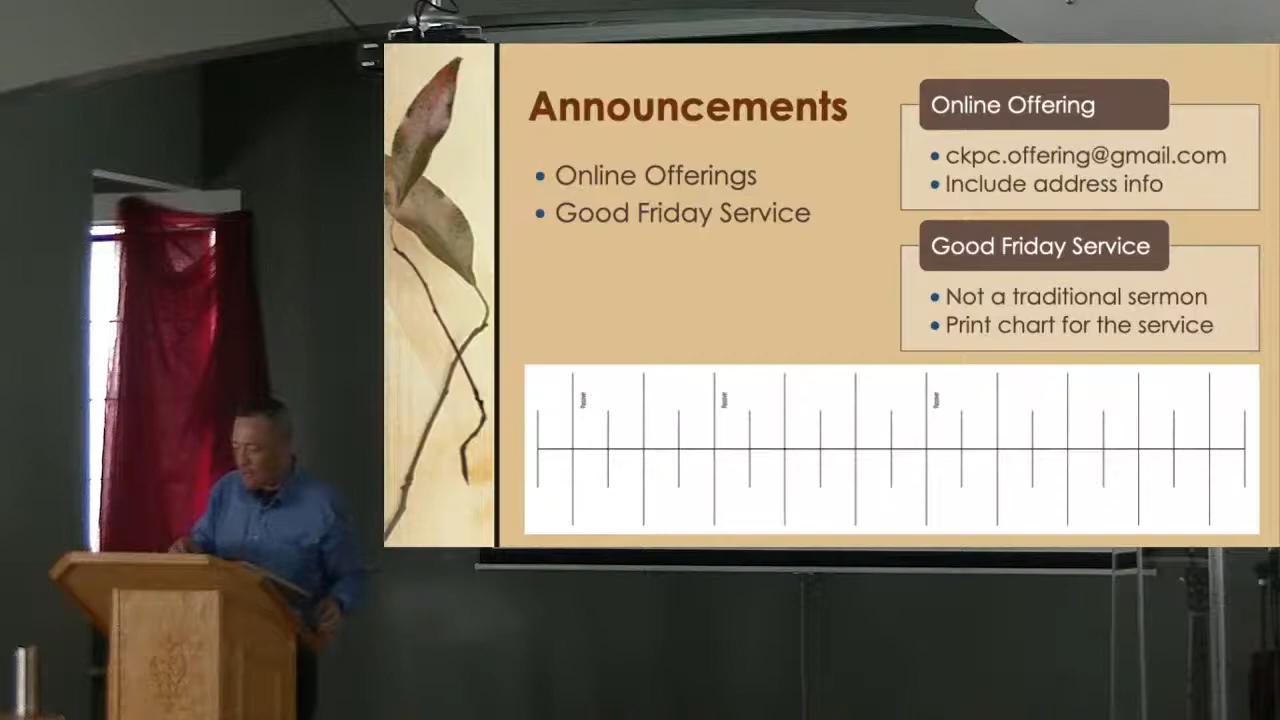 Announcements
• Online Offerings
• Good Friday Service
Online Offering
• ckpc.offering@gmail.com
• Include address info
Good Friday Service
• Not a traditional sermon
• Print chart for the service